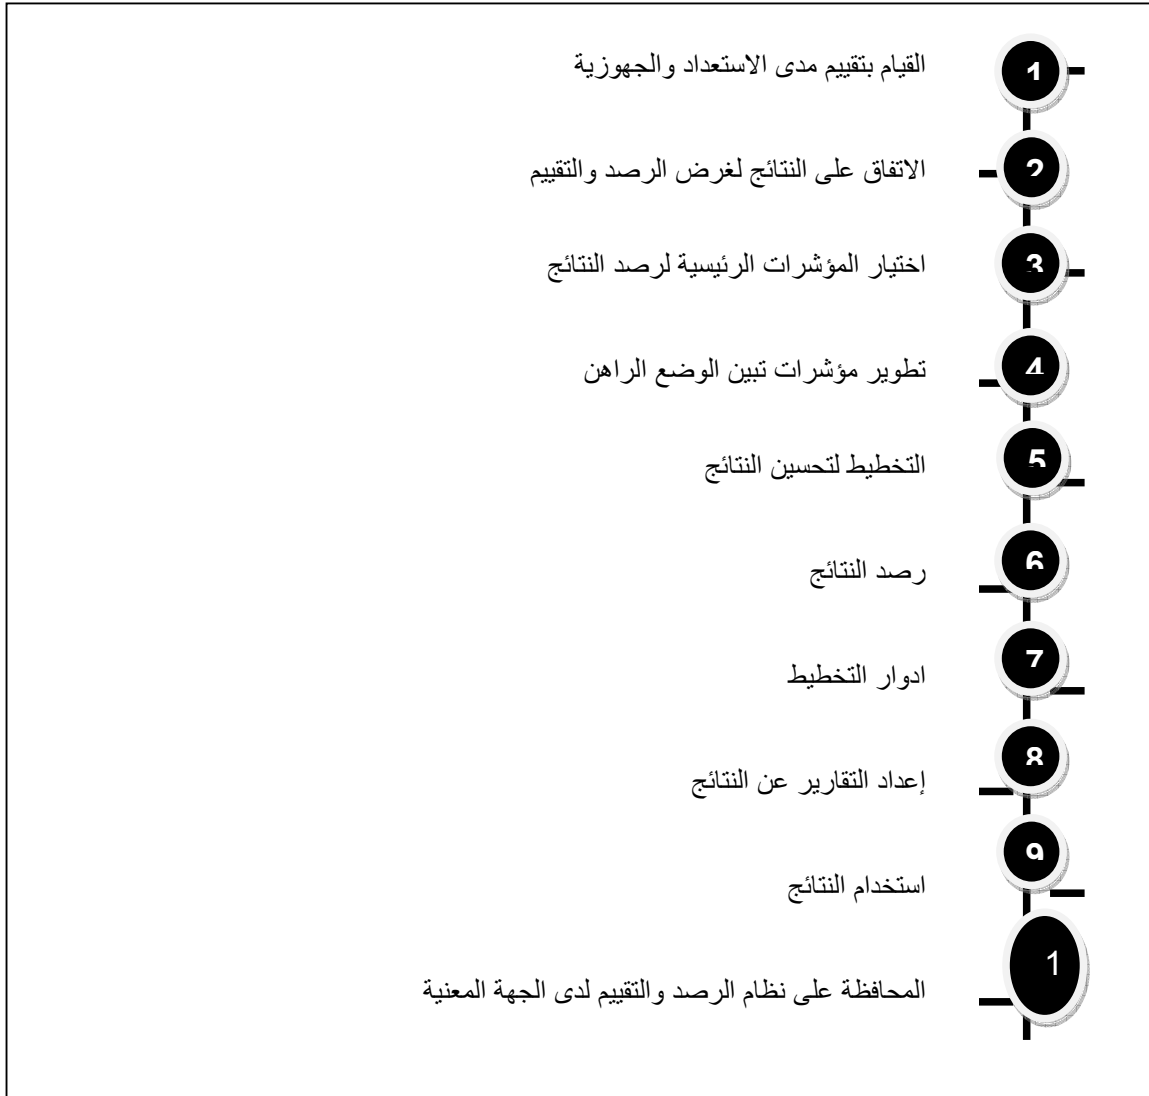 1 القيام بتقييم مدى الاستعداد والجهوزية
2 الاتفاق على النتائج لغرض الرصد والتقييم
3 اختيار المؤشرات الرئيسية لرصد النتائج
4 تطوير مؤشرات تبين الوضع الراهن
5 التخطيط لتحسين النتائج
6 رصد النتائج
7 ادوار التخطيط
8 إعداد التقارير عن النتائج
9 استخدام النتائج
1 المحافظة على نظام الرصد والتقييم لدى الجهة المعنية